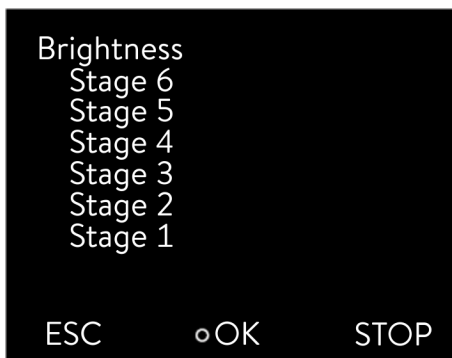 Brightness
Stage 6
Stage 5
Stage 4
Stage 3
Stage 2
Stage 1
ESC OK STOP